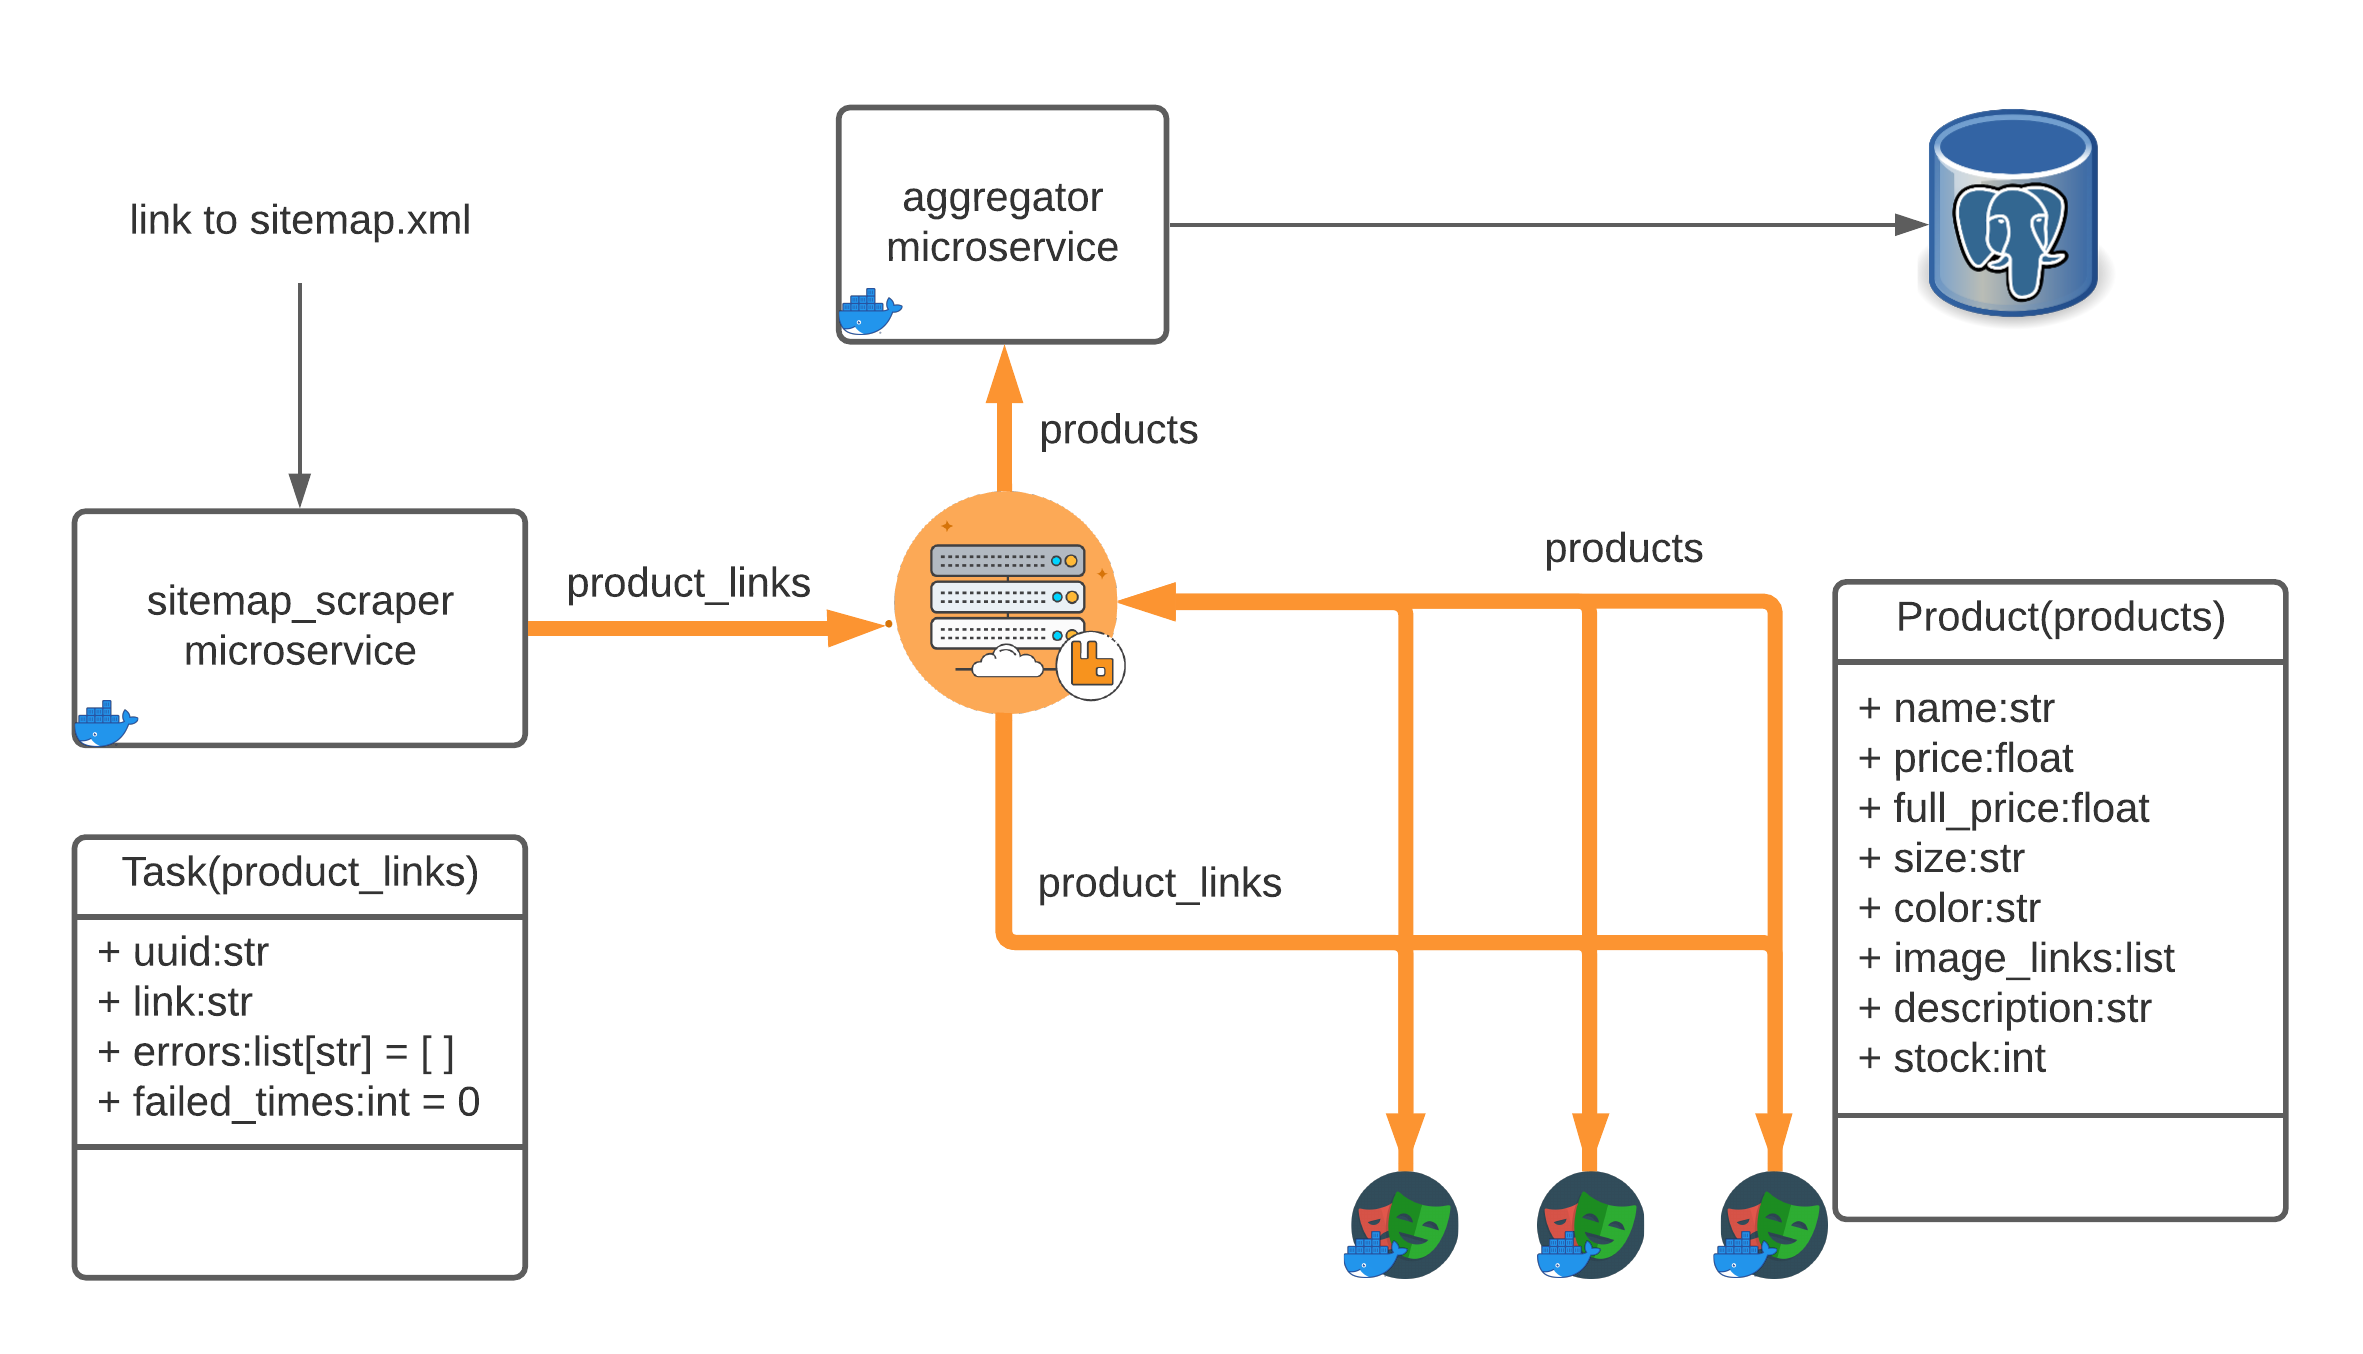 link to sitemap.xml
aggregator
microservice
products
sitemap_scraper
microservice
product_links
products
product_links
Task(product_links)
+ uuid:str
+ link:str
+ errors:list[str] = [ ]
+ failed_times:int = 0
Product(products)
+ name:str
+ price:float
+ full_price:float
+ size:str
+ color:str
+ image_links:list
+ description:str
+ stock:int